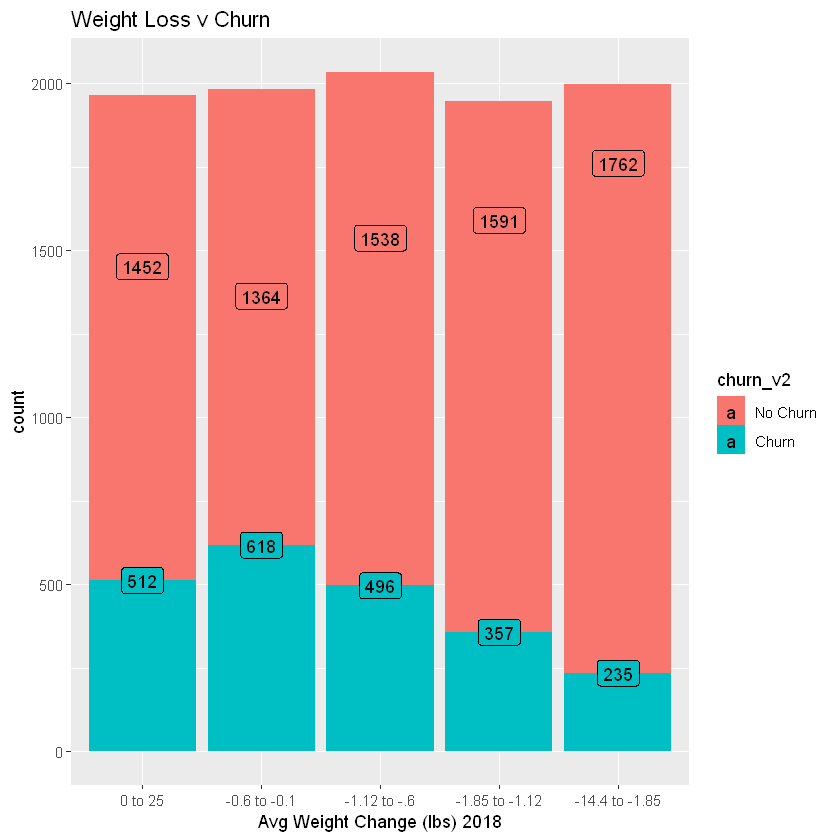 Weight Loss v Churn
2000
1500
1000
500
0
count
1452
1364
1538
1591
1762
512
618
496
357
235
0 to 25
-0.6 to -0.1
-1.12 to -.6
-1.85 to -1.12
-14.4 to -1.85
Avg Weight Change (lbs) 2018
churn_v2
a No Churn
a Churn